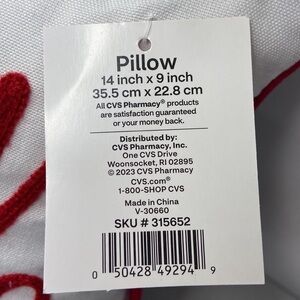 Pillow
14 inch x 9 inch
35.5 cm x 22.8 cm
All CVS Pharmacy® products
are satisfaction guaranteed
or your money back.
Distributed by:
CVS Pharmacy, Inc.
One CVS Drive
Woonsocket, RI 02895
© 2023 CVS Pharmacy
CVS.com®
1-800-SHOP CVS
Made in China
V-30660
SKU # 315652
0 50428 49294 9